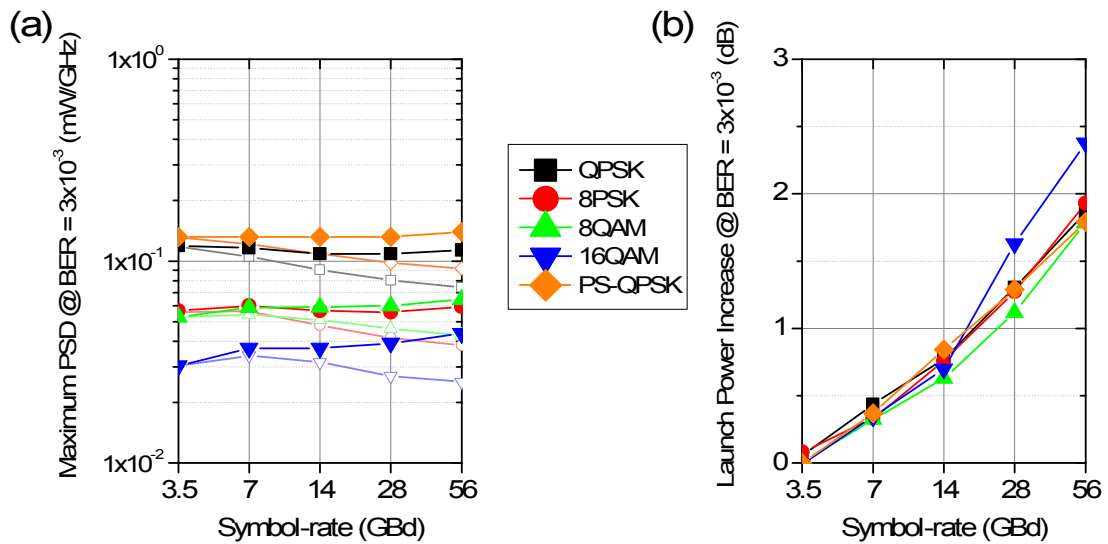 (a)
Maximum PSD @ BER = 3x10⁻³ (mW/GHz)
1x10⁰
1x10⁻¹
1x10⁻²
3.5 7 14 28 56
Symbol-rate (GBd)
QPSK
8PSK
8QAM
16QAM
PS-QPSK
(b)
Launch Power Increase @ BER = 3x10⁻³ (dB)
3
2
1
0
3.5 7 14 28 56
Symbol-rate (GBd)